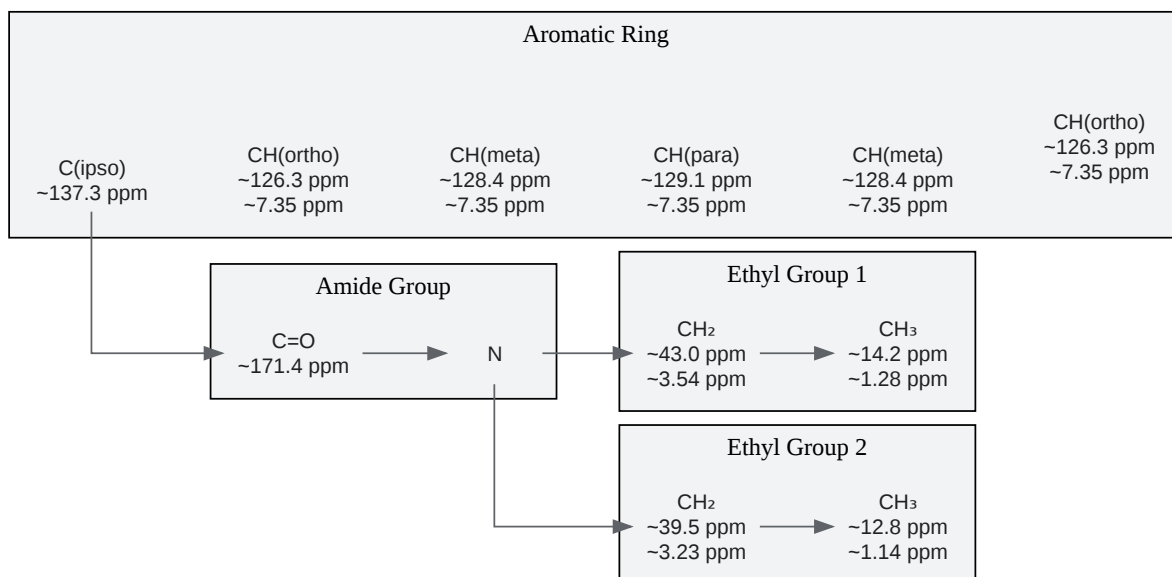 Aromatic Ring
C(ipso)
~137.3 ppm
CH(ortho)
~126.3 ppm
~7.35 ppm
CH(meta)
~128.4 ppm
~7.35 ppm
CH(para)
~129.1 ppm
~7.35 ppm
CH(meta)
~128.4 ppm
~7.35 ppm
CH(ortho)
~126.3 ppm
~7.35 ppm
Amide Group
C=O
~171.4 ppm
N
Ethyl Group 1
CH₂
~43.0 ppm
~3.54 ppm
CH₃
~14.2 ppm
~1.28 ppm
Ethyl Group 2
CH₂
~39.5 ppm
~3.23 ppm
CH₃
~12.8 ppm
~1.14 ppm